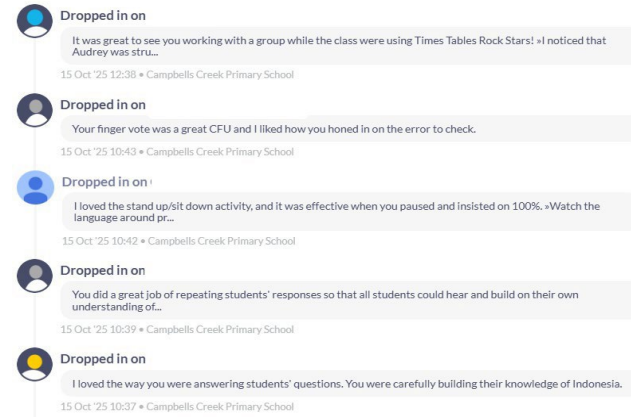 Dropped in on
It was great to see you working with a group while the class were using Times Tables Rock Stars! »I noticed that
Audrey was stru...
15 Oct '25 12:38 • Campbells Creek Primary School
Dropped in on
Your finger vote was a great CFU and I liked how you honed in on the error to check.
15 Oct '25 10:43 • Campbells Creek Primary School
Dropped in on
I loved the stand up/sit down activity, and it was effective when you paused and insisted on 100%. »Watch the
language around pr...
15 Oct '25 10:42 • Campbells Creek Primary School
Dropped in on
You did a great job of repeating students' responses so that all students could hear and build on their own
understanding of...
15 Oct '25 10:39 • Campbells Creek Primary School
Dropped in on
I loved the way you were answering students' questions. You were carefully building their knowledge of Indonesia.
15 Oct '25 10:37 • Campbells Creek Primary School